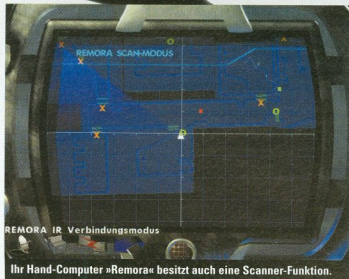 REMORA SCAN-MODUS
REMORA IR Verbindungsmodus
Ihr Hand-Computer »Remora« besitzt auch eine Scanner-Funktion.